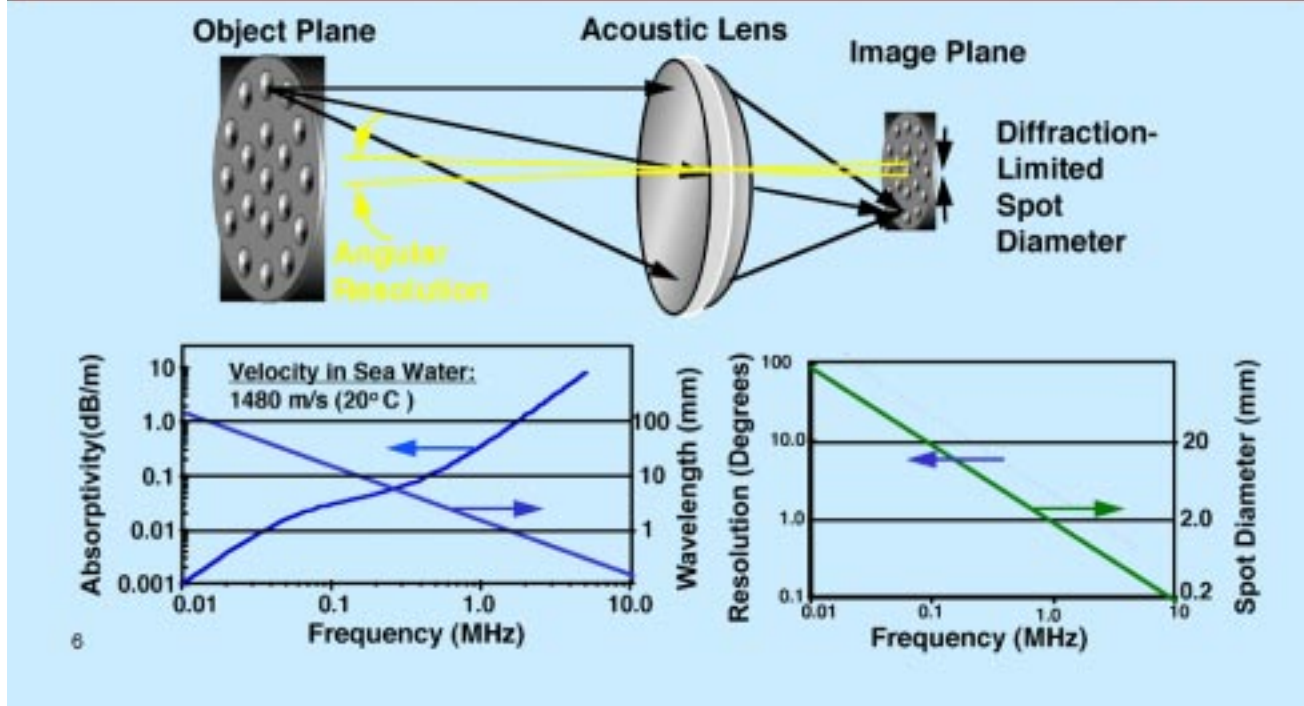 Object Plane
Acoustic Lens
Image Plane
Diffraction-
Limited
Spot
Diameter
Angular
Resolution
Absorptivity(dB/m)
10
1.0
0.1
0.01
0.001
Velocity in Sea Water:
1480 m/s (20° C )
100
10
1
Wavelength (mm)
0.01
0.1
1.0
10.0
Frequency (MHz)
Resolution (Degrees)
100
10.0
1.0
0.1
20
2.0
0.2
Spot Diameter (mm)
0.01
0.1
1.0
10
Frequency (MHz)
6